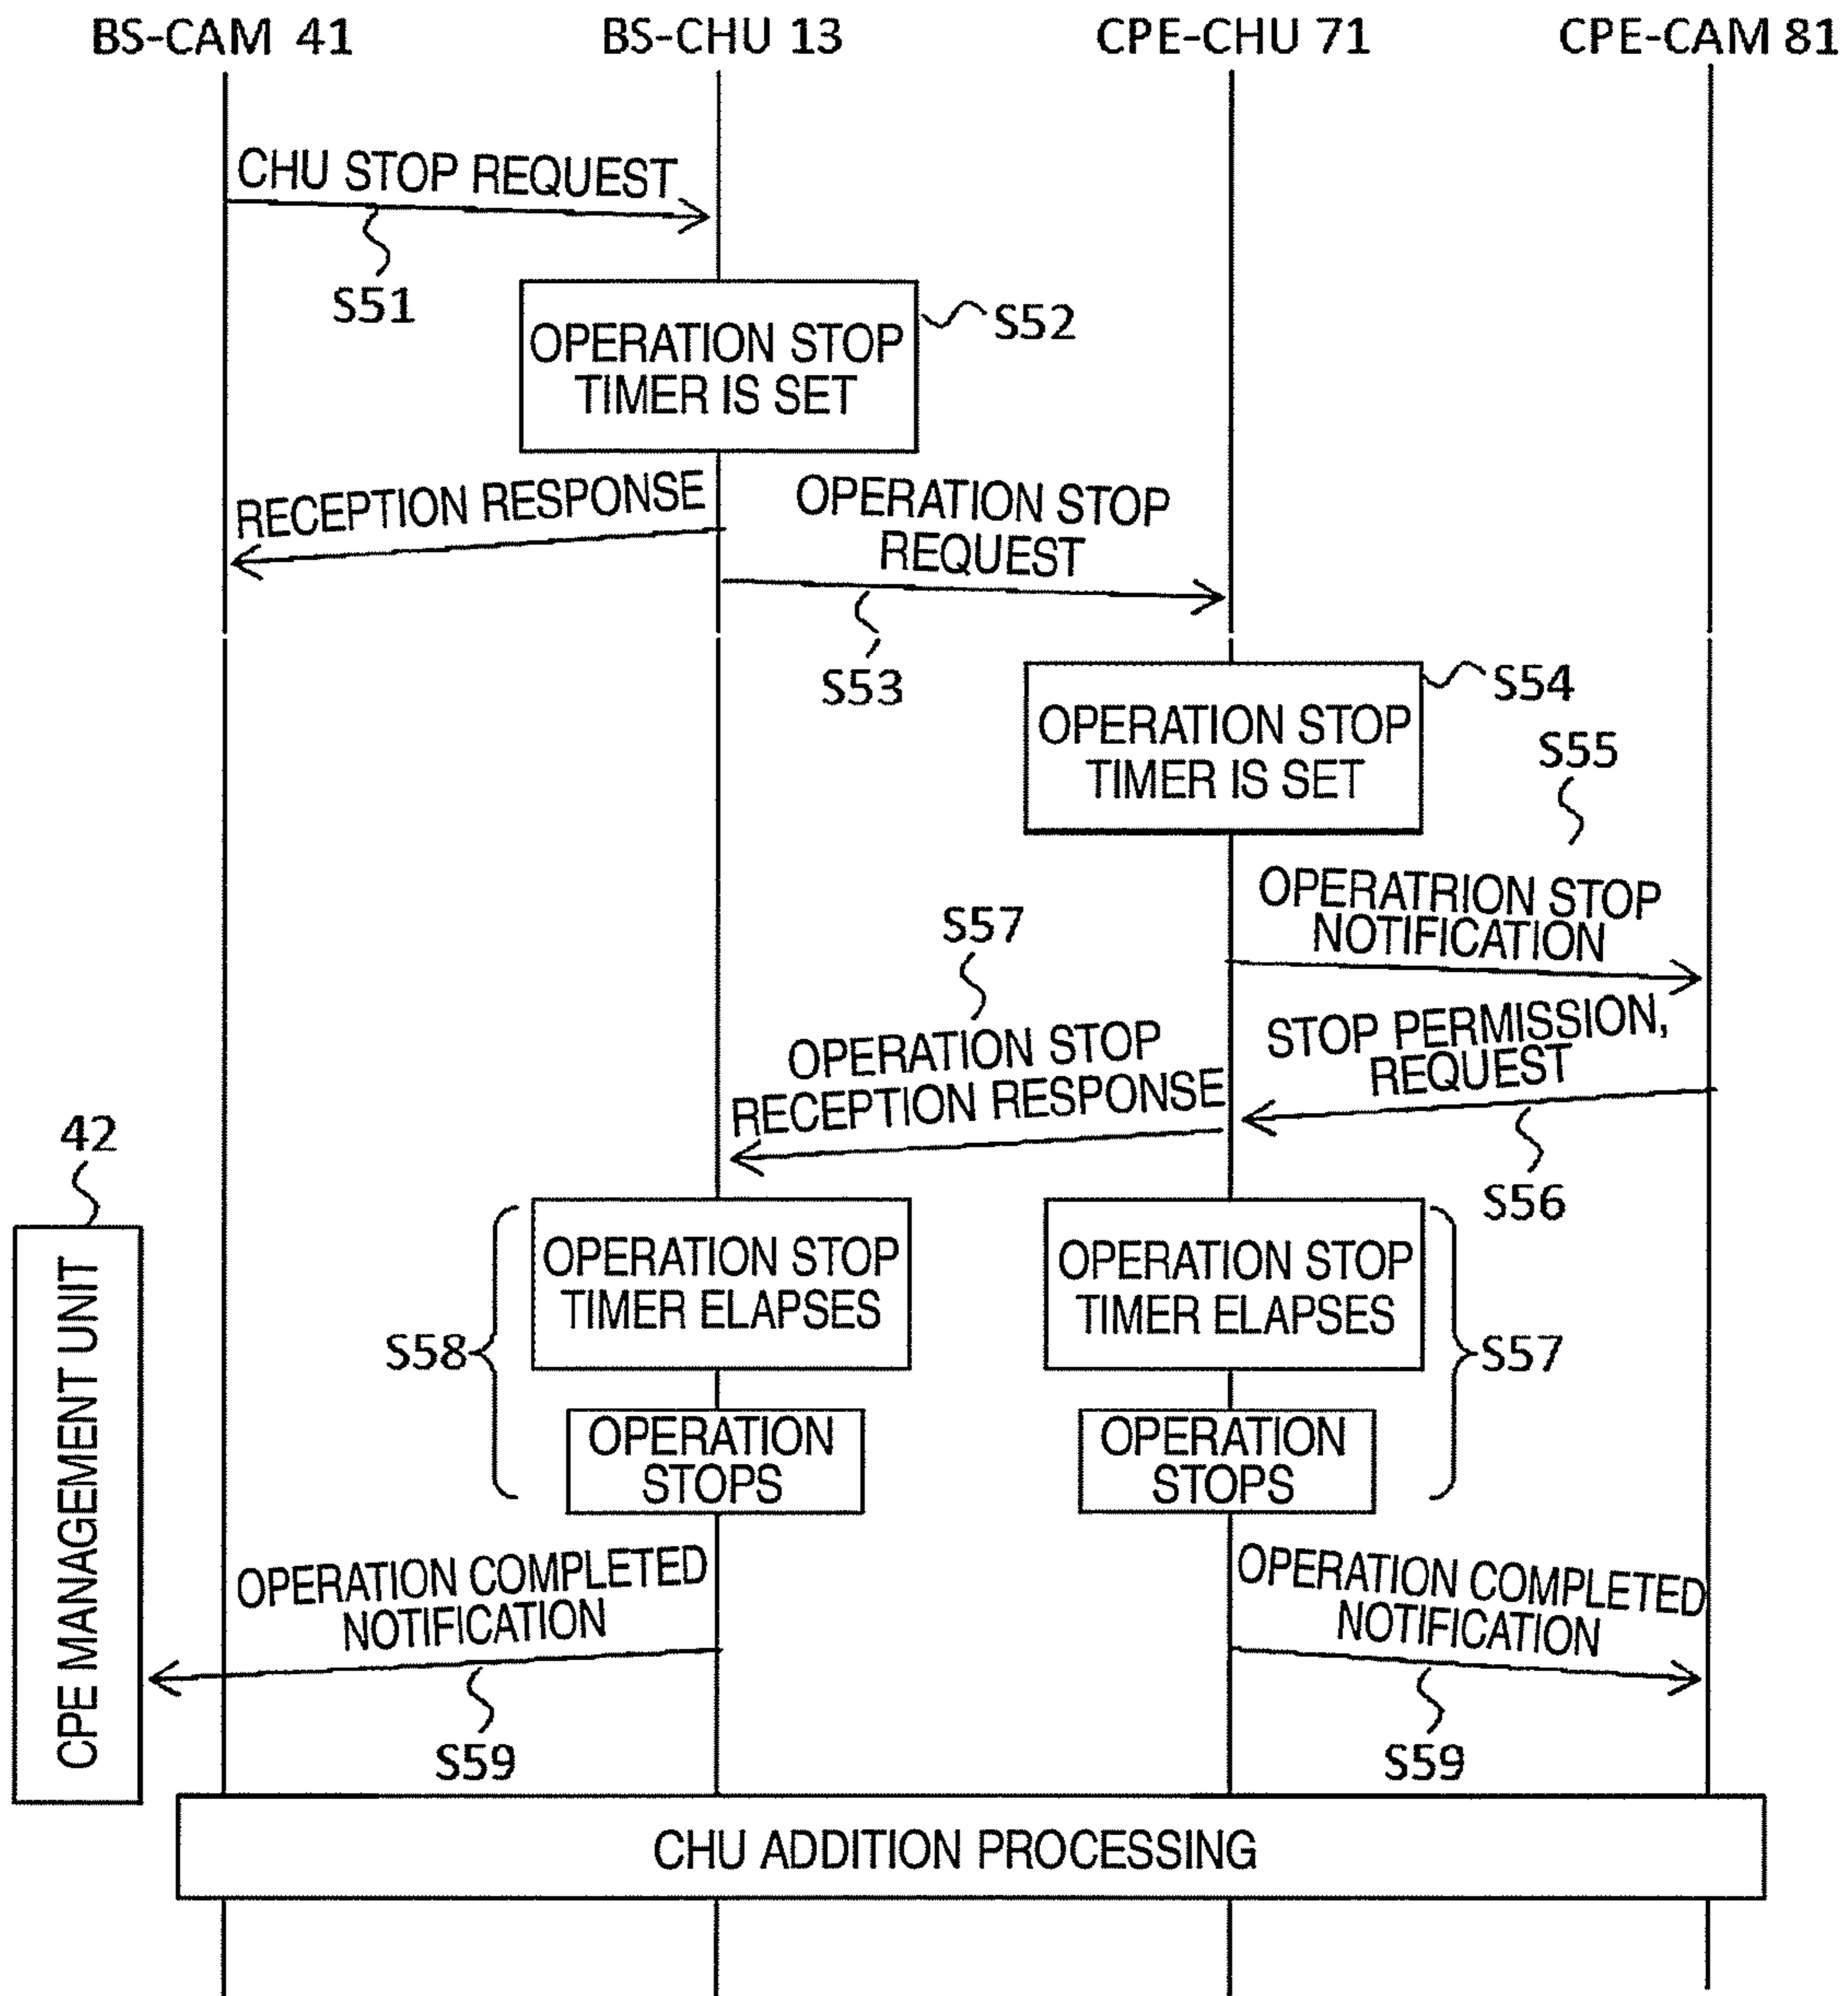 BS-CAM 41
BS-CHU 13
CPE-CHU 71
CPE-CAM 81
CHU STOP REQUEST
S51
OPERATION STOP
TIMER IS SET
S52
RECEPTION RESPONSE
OPERATION STOP
REQUEST
S53
OPERATION STOP
TIMER IS SET
S54
S55
OPERATRION STOP
NOTIFICATION
S57
OPERATION STOP
RECEPTION RESPONSE
STOP PERMISSION,
REQUEST
S56
42
CPE MANAGEMENT UNIT
S58
OPERATION STOP
TIMER ELAPSES
OPERATION STOP
TIMER ELAPSES
S57
OPERATION
STOPS
OPERATION
STOPS
OPERATION COMPLETED
NOTIFICATION
S59
OPERATION COMPLETED
NOTIFICATION
S59
CHU ADDITION PROCESSING